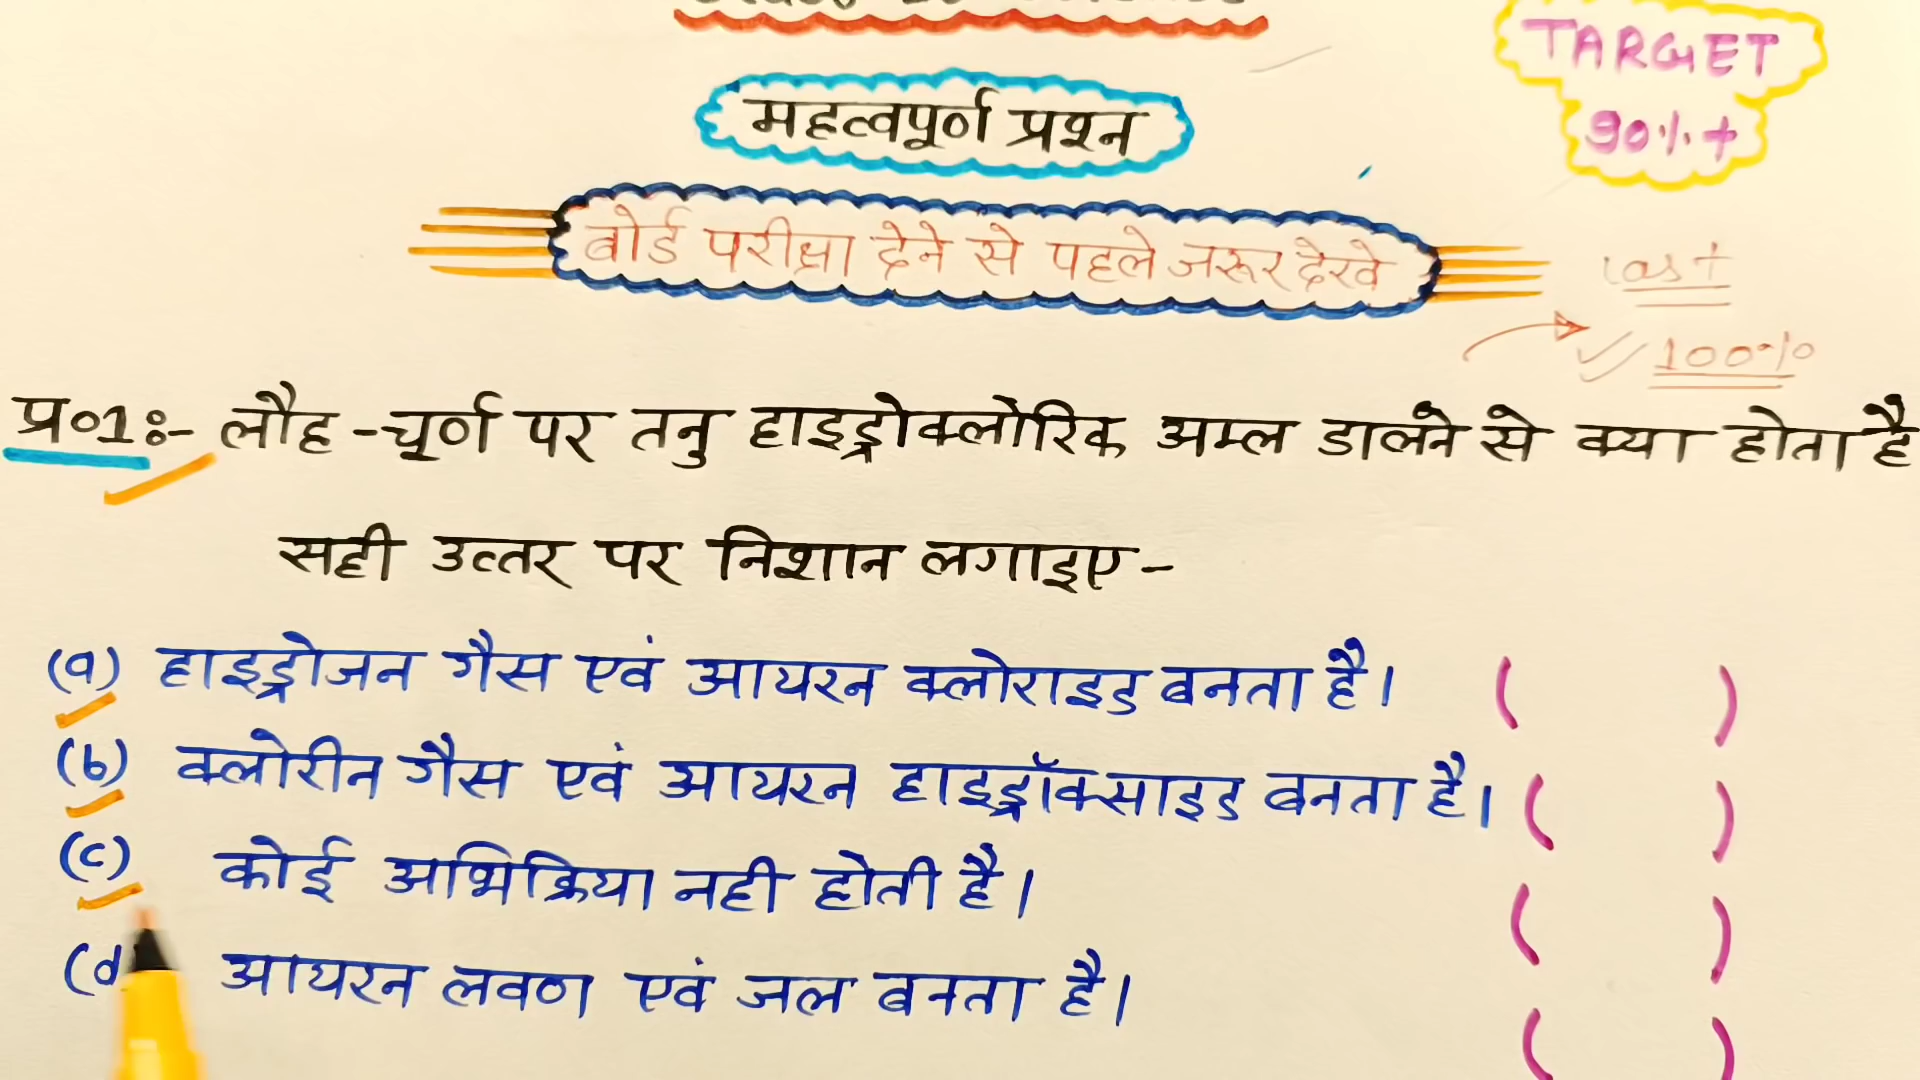 महत्वपूर्ण प्रश्न
TARGET
90%+
बोर्ड परीक्षा देने से पहले जरूर देखे
Last
100%
प्र०1:- लौह-चूर्ण पर तनु हाइड्रोक्लोरिक अम्ल डालने से क्या होता है
सही उत्तर पर निशान लगाइए-
(a) हाइड्रोजन गैस एवं आयरन क्लोराइड बनता है। ( )
(b) क्लोरीन गैस एवं आयरन हाइड्रॉक्साइड बनता है। ( )
(c) कोई अभिक्रिया नही होती है। ( )
(d आयरन लवण एवं जल बनता है। ( )